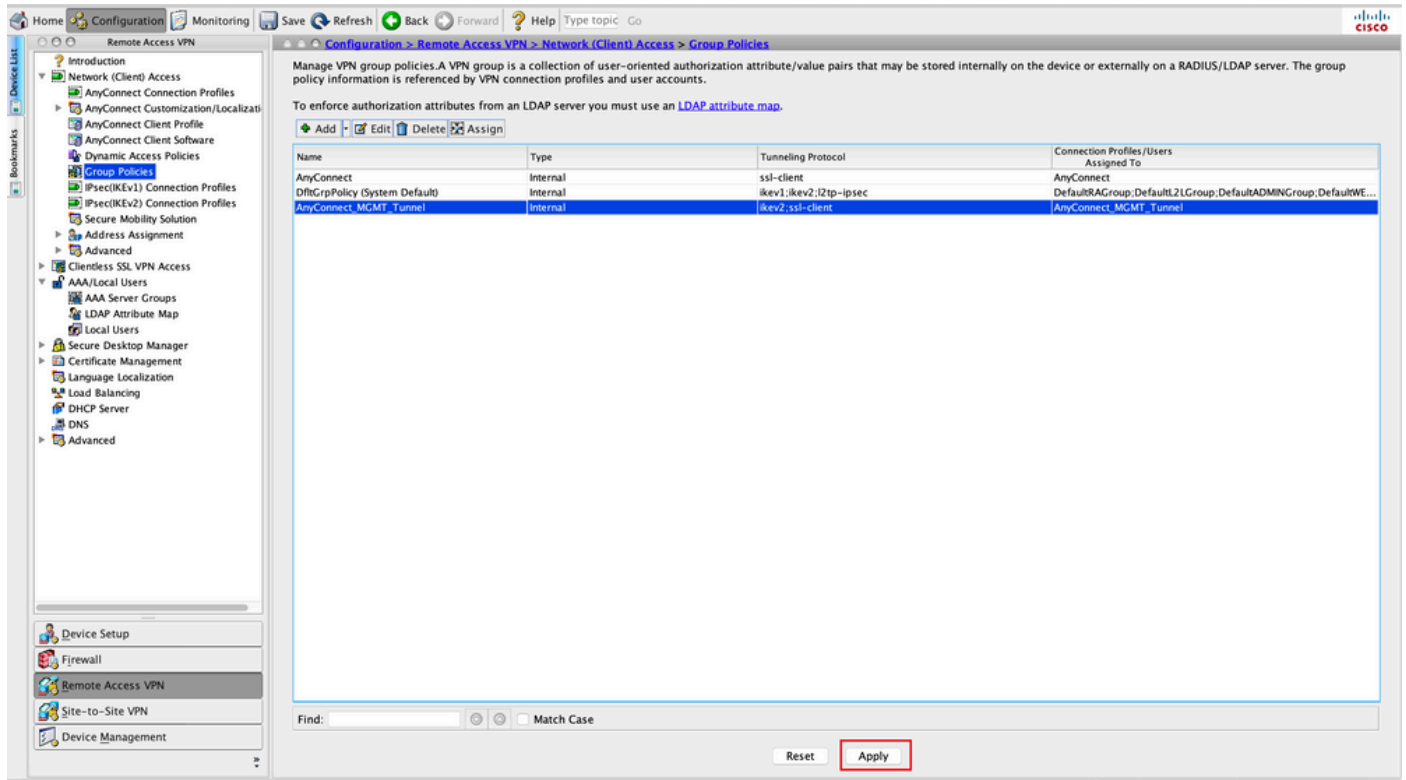 Home Configuration Monitoring Save Refresh Back Forward Help Type topic Go
CISCO
Device List
Bookmarks
Remote Access VPN
Introduction
Network (Client) Access
AnyConnect Connection Profiles
AnyConnect Customization/Localizati
AnyConnect Client Profile
AnyConnect Client Software
Dynamic Access Policies
Group Policies
IPsec(IKEv1) Connection Profiles
IPsec(IKEv2) Connection Profiles
Secure Mobility Solution
Address Assignment
Advanced
Clientless SSL VPN Access
AAA/Local Users
AAA Server Groups
LDAP Attribute Map
Local Users
Secure Desktop Manager
Certificate Management
Language Localization
Load Balancing
DHCP Server
DNS
Advanced
Device Setup
Firewall
Remote Access VPN
Site-to-Site VPN
Device Management
Configuration > Remote Access VPN > Network (Client) Access > Group Policies
Manage VPN group policies.A VPN group is a collection of user-oriented authorization attribute/value pairs that may be stored internally on the device or externally on a RADIUS/LDAP server. The group
policy information is referenced by VPN connection profiles and user accounts.
To enforce authorization attributes from an LDAP server you must use an LDAP attribute map.
Add Edit Delete Assign
Name Type Tunneling Protocol Connection Profiles/Users
Assigned To
AnyConnect Internal ssl-client AnyConnect
DfltGrpPolicy (System Default) Internal ikev1;ikev2;l2tp-ipsec DefaultRAGroup;DefaultL2LGroup;DefaultADMINGroup;DefaultWE...
AnyConnect_MGMT_Tunnel Internal ikev2;ssl-client AnyConnect_MGMT_Tunnel
Find: Match Case
Reset Apply